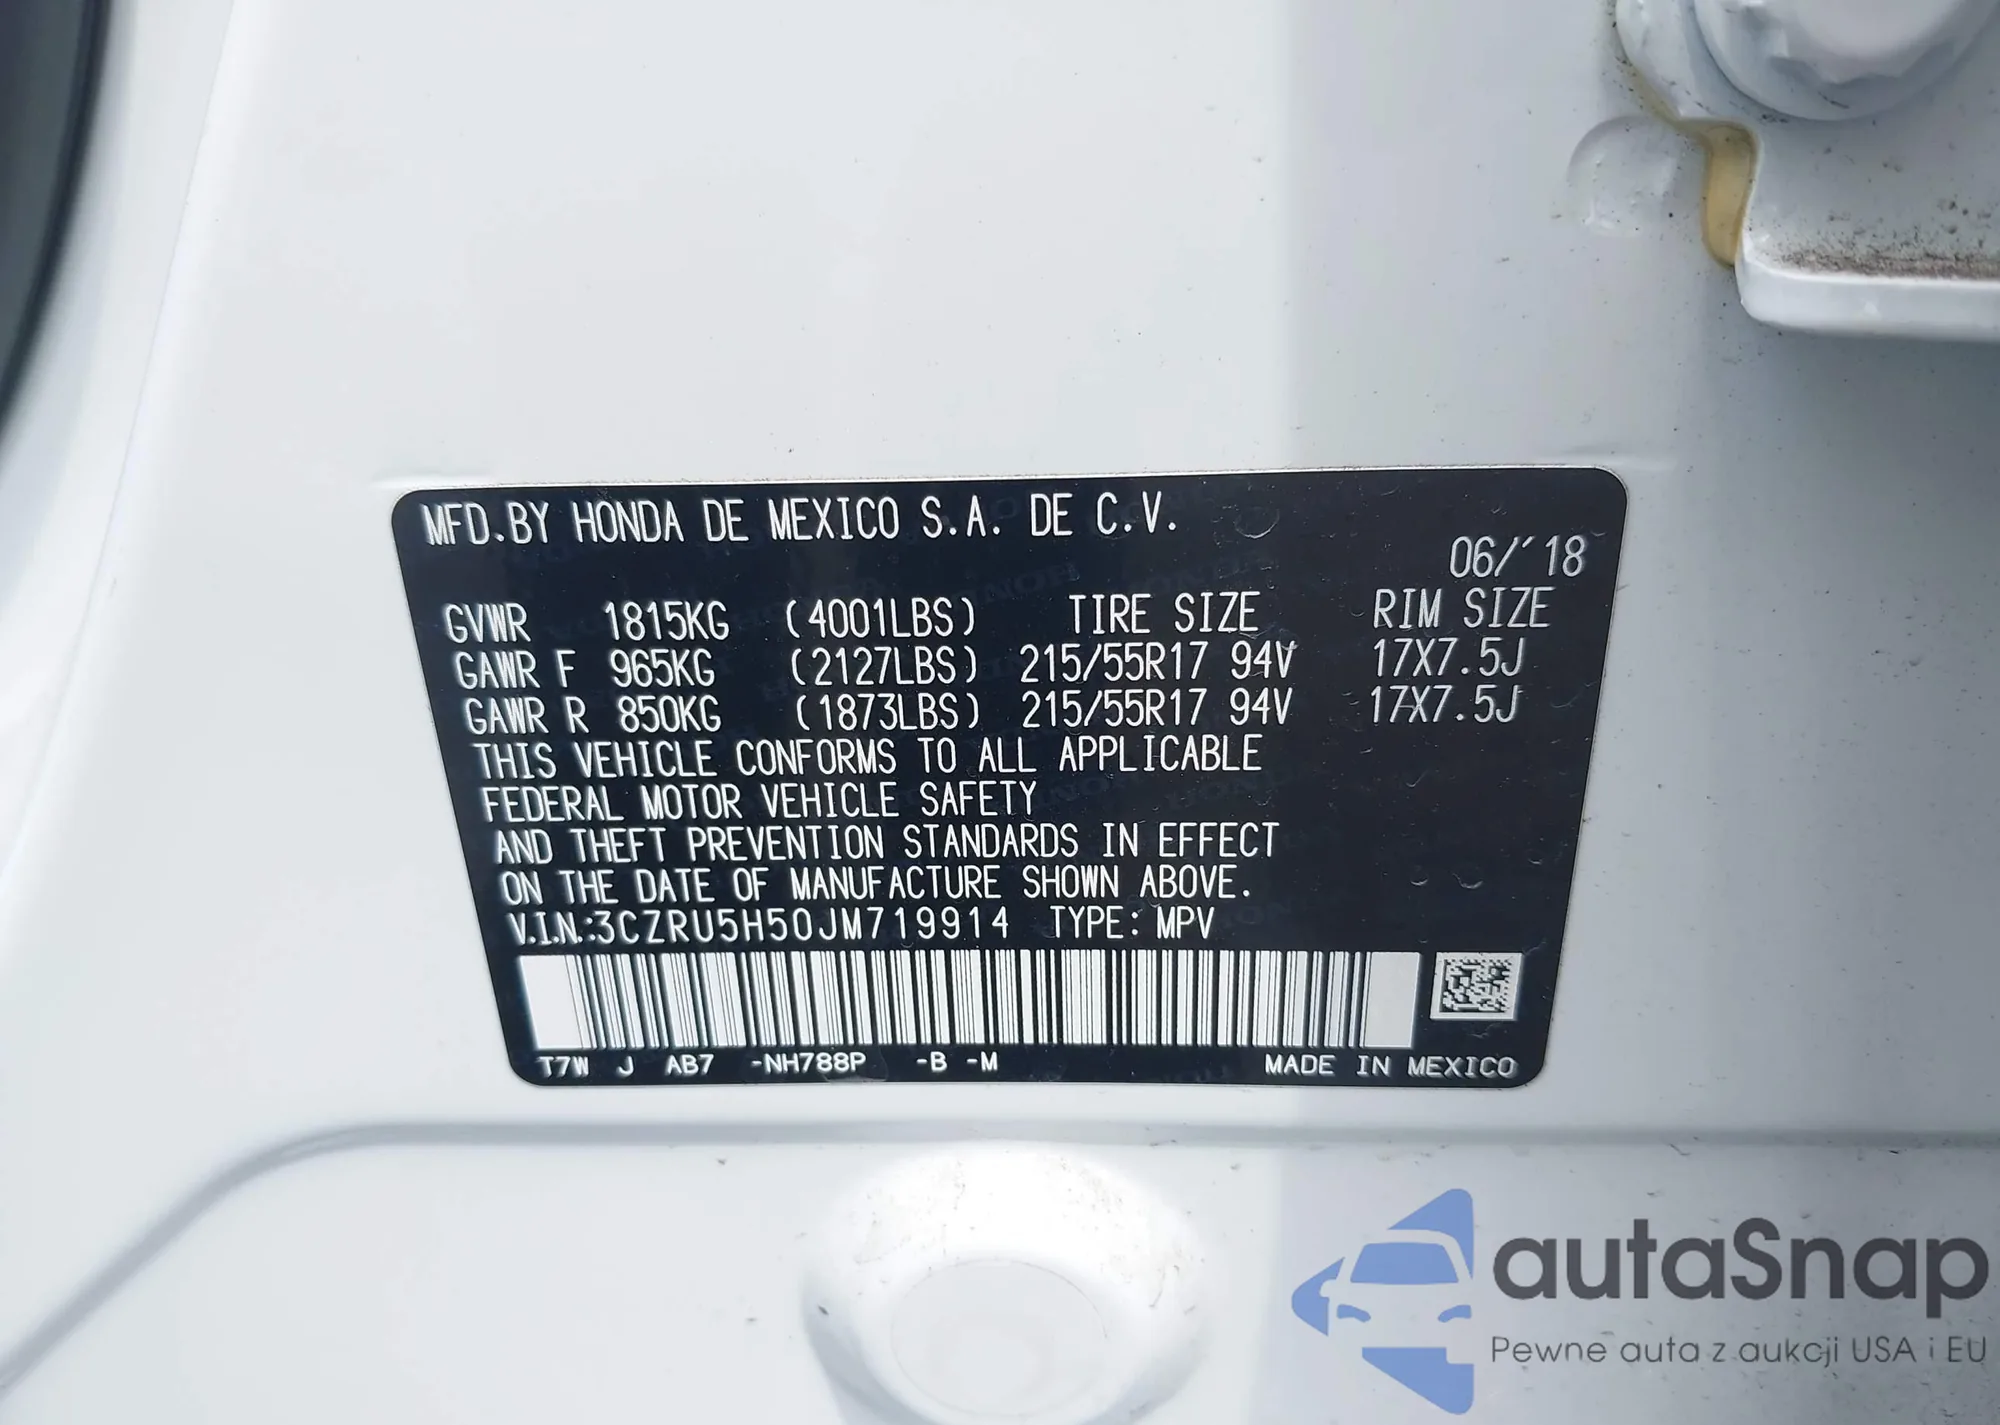 MFD.BY HONDA DE MEXICO S.A. DE C.V.
06/'18
GVWR 1815KG (4001LBS) TIRE SIZE RIM SIZE
GAWR F 965KG (2127LBS) 215/55R17 94V 17X7.5J
GAWR R 850KG (1873LBS) 215/55R17 94V 17X7.5J
THIS VEHICLE CONFORMS TO ALL APPLICABLE
FEDERAL MOTOR VEHICLE SAFETY
AND THEFT PREVENTION STANDARDS IN EFFECT
ON THE DATE OF MANUFACTURE SHOWN ABOVE.
V.I.N.:3CZRU5H50JM719914 TYPE: MPV
T7W J AB7 -NH788P -B -M MADE IN MEXICO
autaSnap
Pewne auta z aukcji USA i EU